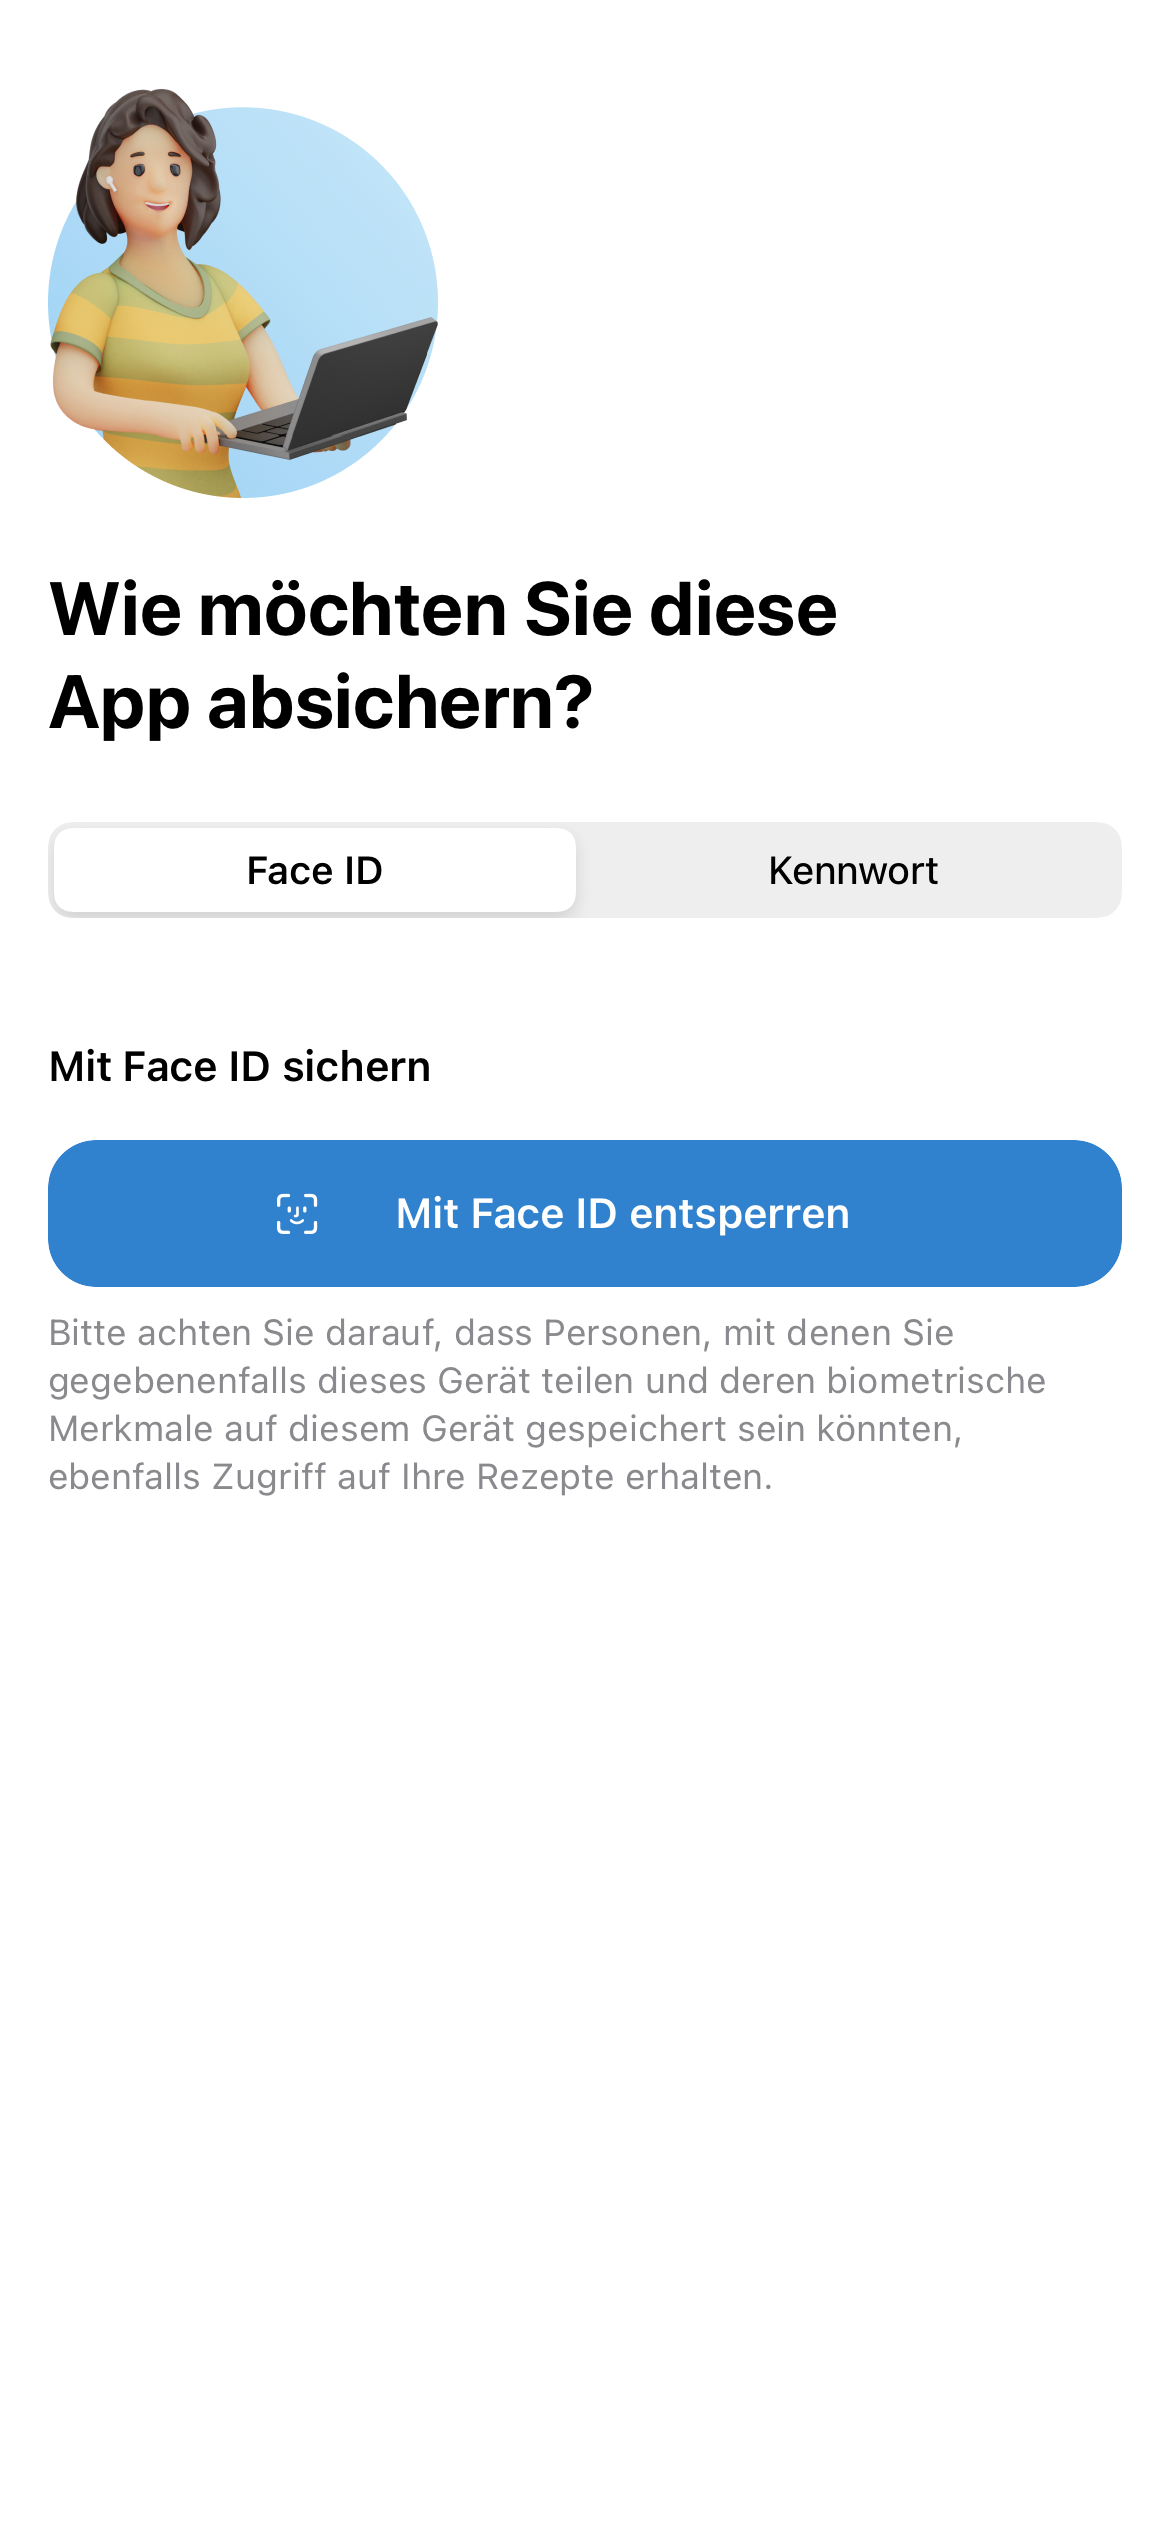 Wie möchten Sie diese
App absichern?
Face ID
Kennwort
Mit Face ID sichern
Mit Face ID entsperren
Bitte achten Sie darauf, dass Personen, mit denen Sie
gegebenenfalls dieses Gerät teilen und deren biometrische
Merkmale auf diesem Gerät gespeichert sein könnten,
ebenfalls Zugriff auf Ihre Rezepte erhalten.